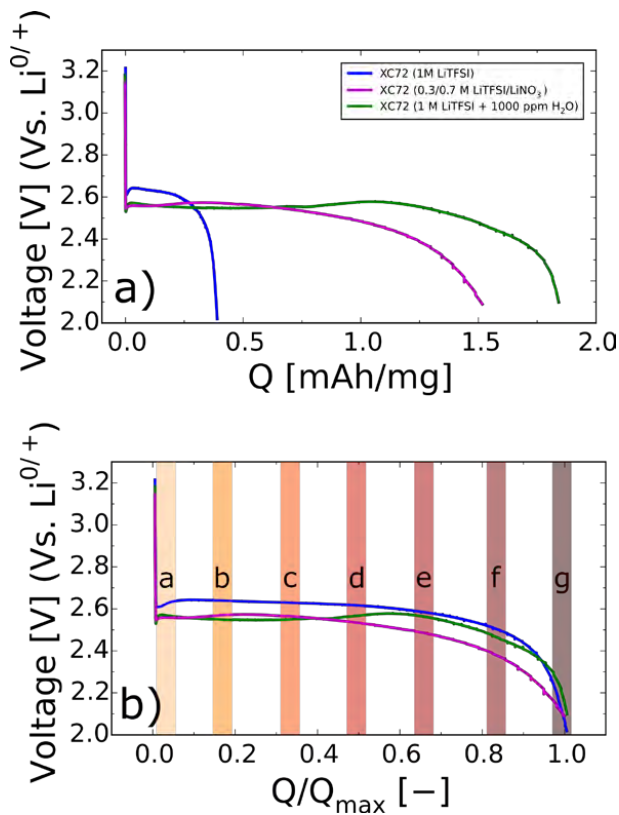 Voltage [V] (Vs. Li0/+)
3.2
3.0
2.8
2.6
2.4
2.2
2.0
XC72 (1M LiTFSI)
XC72 (0.3/0.7 M LiTFSI/LiNO3)
XC72 (1 M LiTFSI + 1000 ppm H2O)
a)
0.0 0.5 1.0 1.5 2.0
Q [mAh/mg]
Voltage [V] (Vs. Li0/+)
3.2
3.0
2.8
2.6
2.4
2.2
2.0
a b c d e f g
b)
0.0 0.2 0.4 0.6 0.8 1.0
Q/Qmax [−]